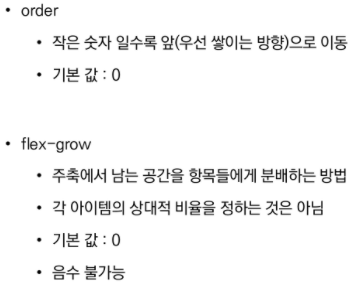 • order
• 작은 숫자 일수록 앞(우선 쌓이는 방향)으로 이동
• 기본 값 : 0
• flex-grow
• 주축에서 남는 공간을 항목들에게 분배하는 방법
• 각 아이템의 상대적 비율을 정하는 것은 아님
• 기본 값 : 0
• 음수 불가능